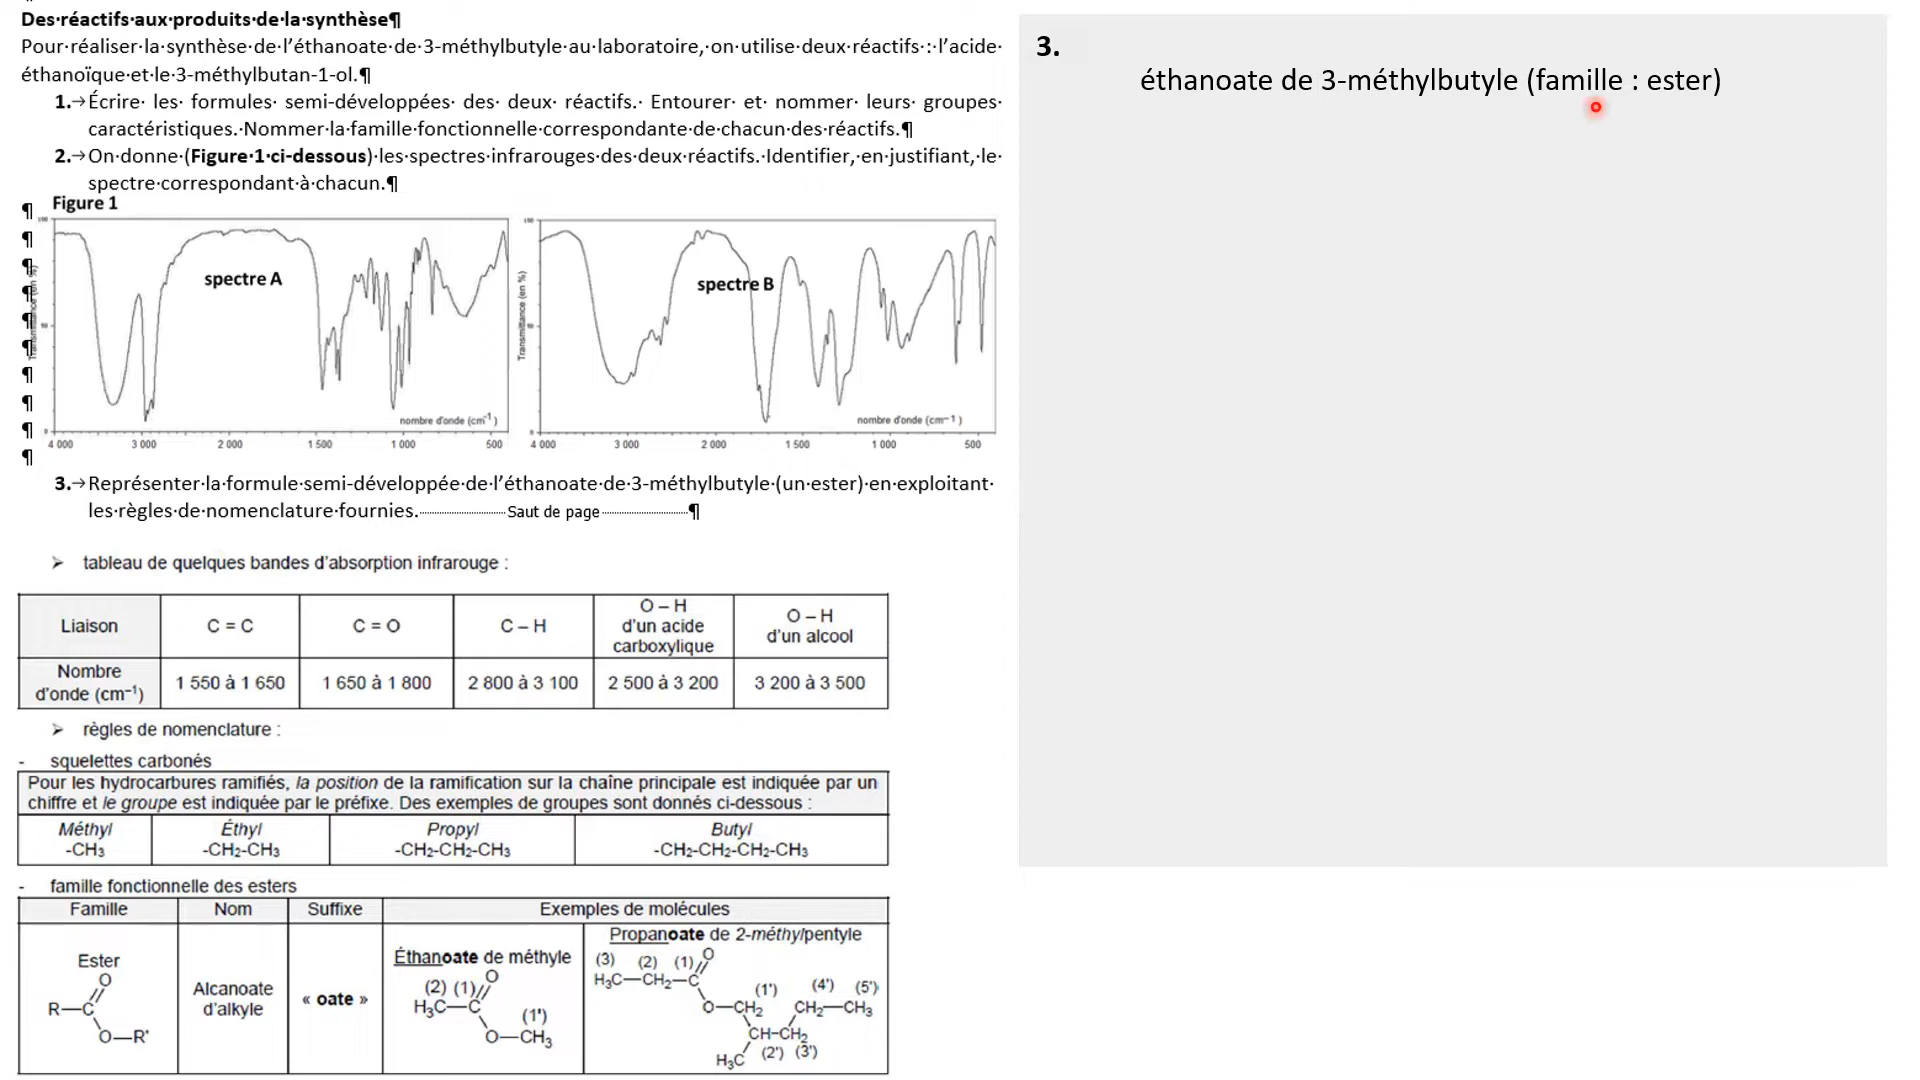 Des·réactifs·aux·produits·de·la·synthèse¶
Pour·réaliser·la·synthèse·de·l’éthanoate·de·3-méthylbutyle·au·laboratoire,·on·utilise·deux·réactifs·:·l’acide·
éthanoïque·et·le·3-méthylbutan-1-ol.¶
1.→Écrire· les· formules· semi-développées· des· deux· réactifs.· Entourer· et· nommer· leurs· groupes·
caractéristiques.·Nommer·la·famille·fonctionnelle·correspondante·de·chacun·des·réactifs.¶
2.→On·donne·(Figure·1·ci-dessous)·les·spectres·infrarouges·des·deux·réactifs.·Identifier,·en·justifiant,·le·
spectre·correspondant·à·chacun.¶
¶ Figure 1
¶
¶
¶
¶
¶
¶
¶
¶
¶
100
50
0
Transmittance (en %)
spectre A
nombre d'onde (cm-1)
4 000 3 000 2 000 1 500 1 000 500
100
50
0
Transmittance (en %)
spectre B
nombre d'onde (cm–1)
4 000 3 000 2 000 1 500 1 000 500
3.→Représenter·la·formule·semi-développée·de·l’éthanoate·de·3-méthylbutyle·(un·ester)·en·exploitant·
les·règles·de·nomenclature·fournies. Saut de page ¶
➢ tableau de quelques bandes d'absorption infrarouge :
Liaison C = C C = O C – H O – H d'un acide carboxylique O – H d'un alcool
Nombre d'onde (cm–1) 1 550 à 1 650 1 650 à 1 800 2 800 à 3 100 2 500 à 3 200 3 200 à 3 500
➢ règles de nomenclature :
- squelettes carbonés
Pour les hydrocarbures ramifiés, la position de la ramification sur la chaîne principale est indiquée par un
chiffre et le groupe est indiquée par le préfixe. Des exemples de groupes sont donnés ci-dessous :
Méthyl Éthyl Propyl Butyl
-CH3 -CH2-CH3 -CH2-CH2-CH3 -CH2-CH2-CH2-CH3
- famille fonctionnelle des esters
Famille Nom Suffixe Exemples de molécules
Ester
O
R—C
O—R'
Alcanoate
d'alkyle
« oate »
Éthanoate de méthyle
(2) (1) O
H3C—C
(1')
O—CH3
Propanoate de 2-méthylpentyle
(3) (2) (1) O
H3C—CH2—C
(1') (4') (5')
O—CH2 CH2—CH3
CH-CH2
H3C (2') (3')
3.
éthanoate de 3-méthylbutyle (famille : ester)